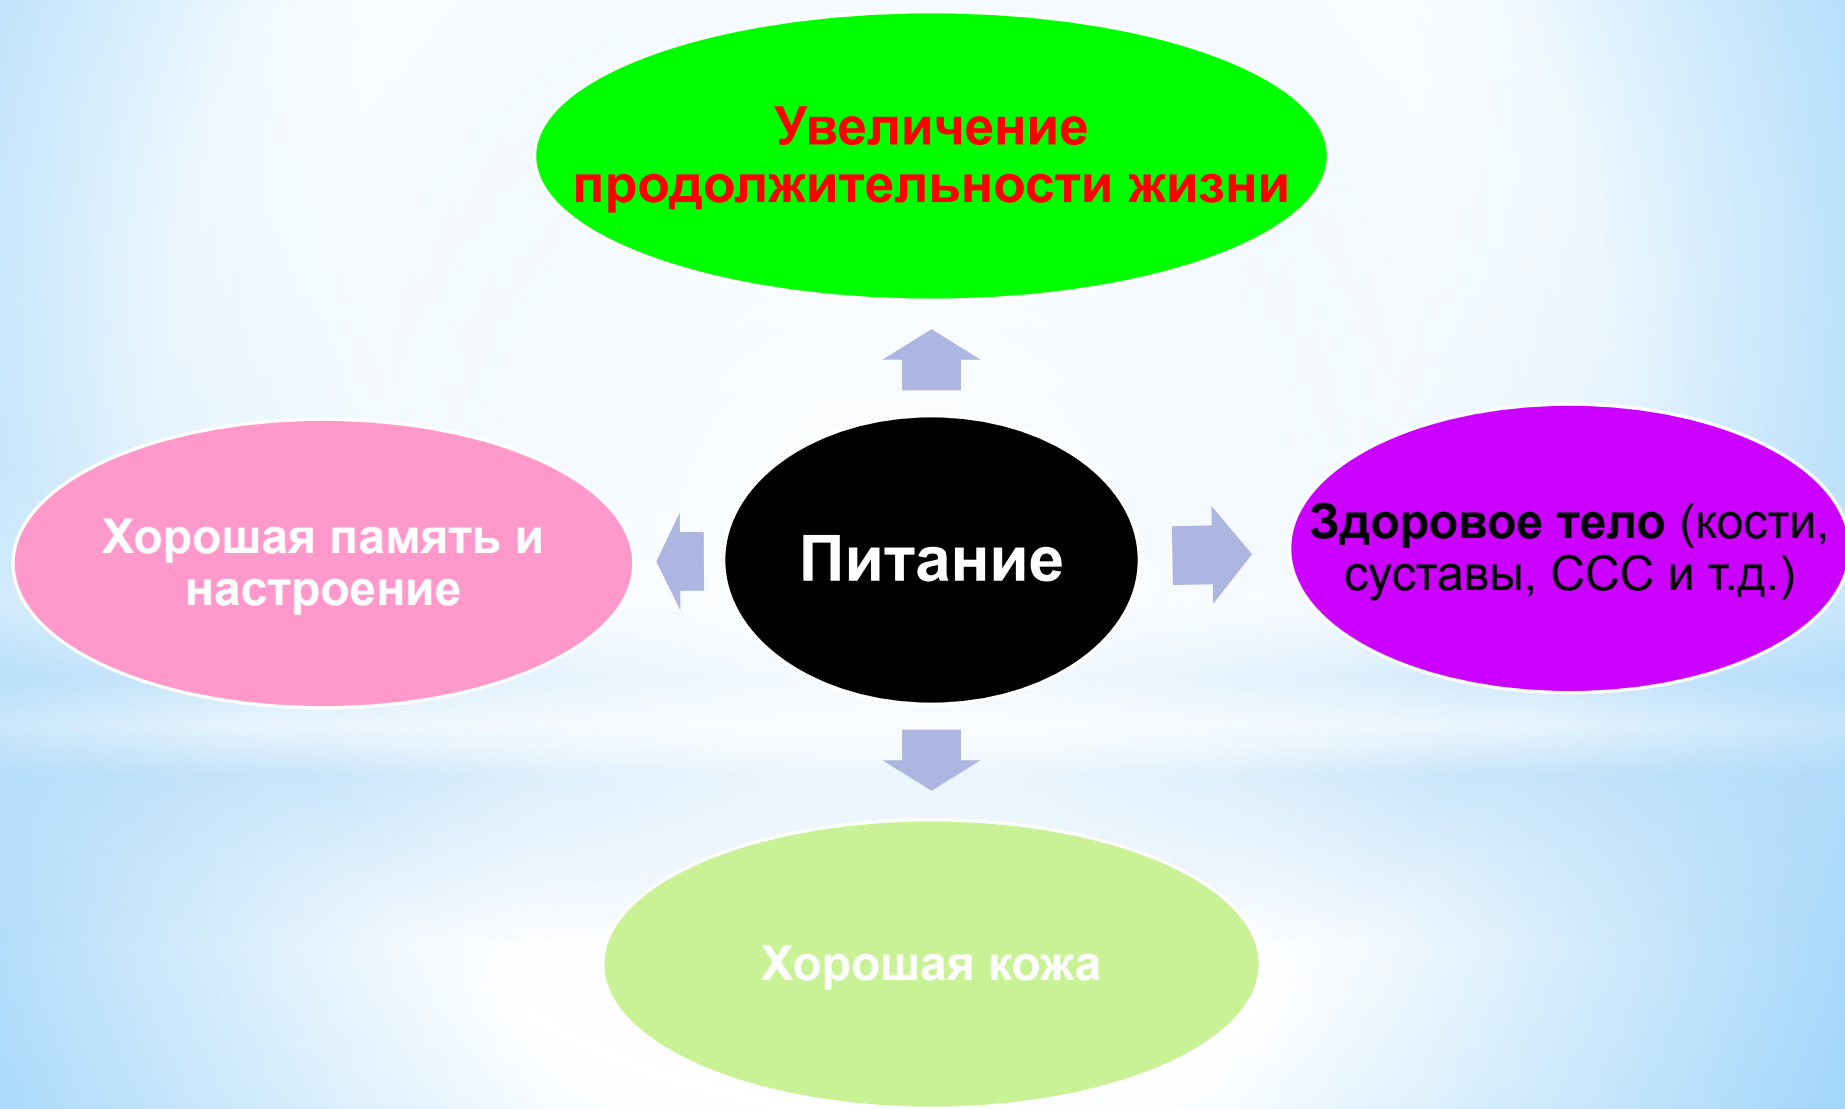 Увеличение
продолжительности жизни
Хорошая память и
настроение
Питание
Здоровое тело (кости,
суставы, ССС и т.д.)
Хорошая кожа